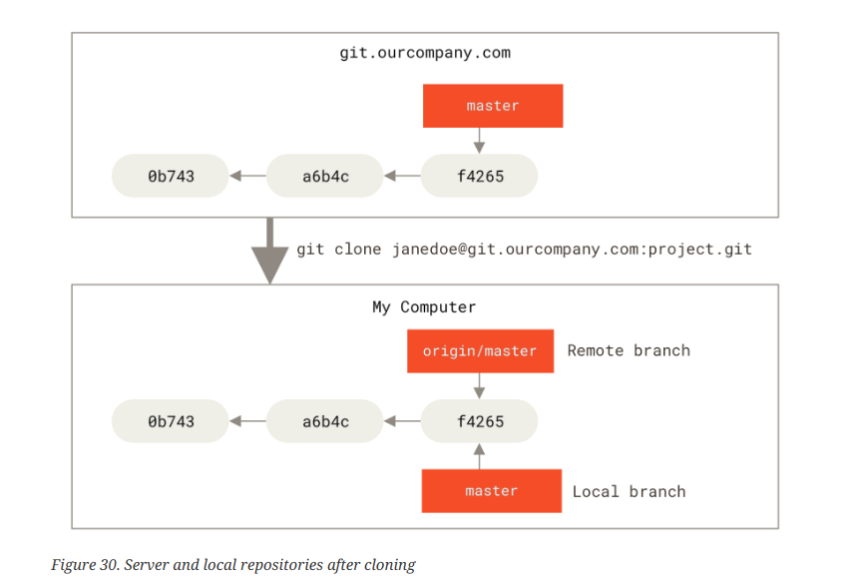 git.ourcompany.com
master
0b743 a6b4c f4265
git clone janedoe@git.ourcompany.com:project.git
My Computer
origin/master Remote branch
0b743 a6b4c f4265
master Local branch
Figure 30. Server and local repositories after cloning